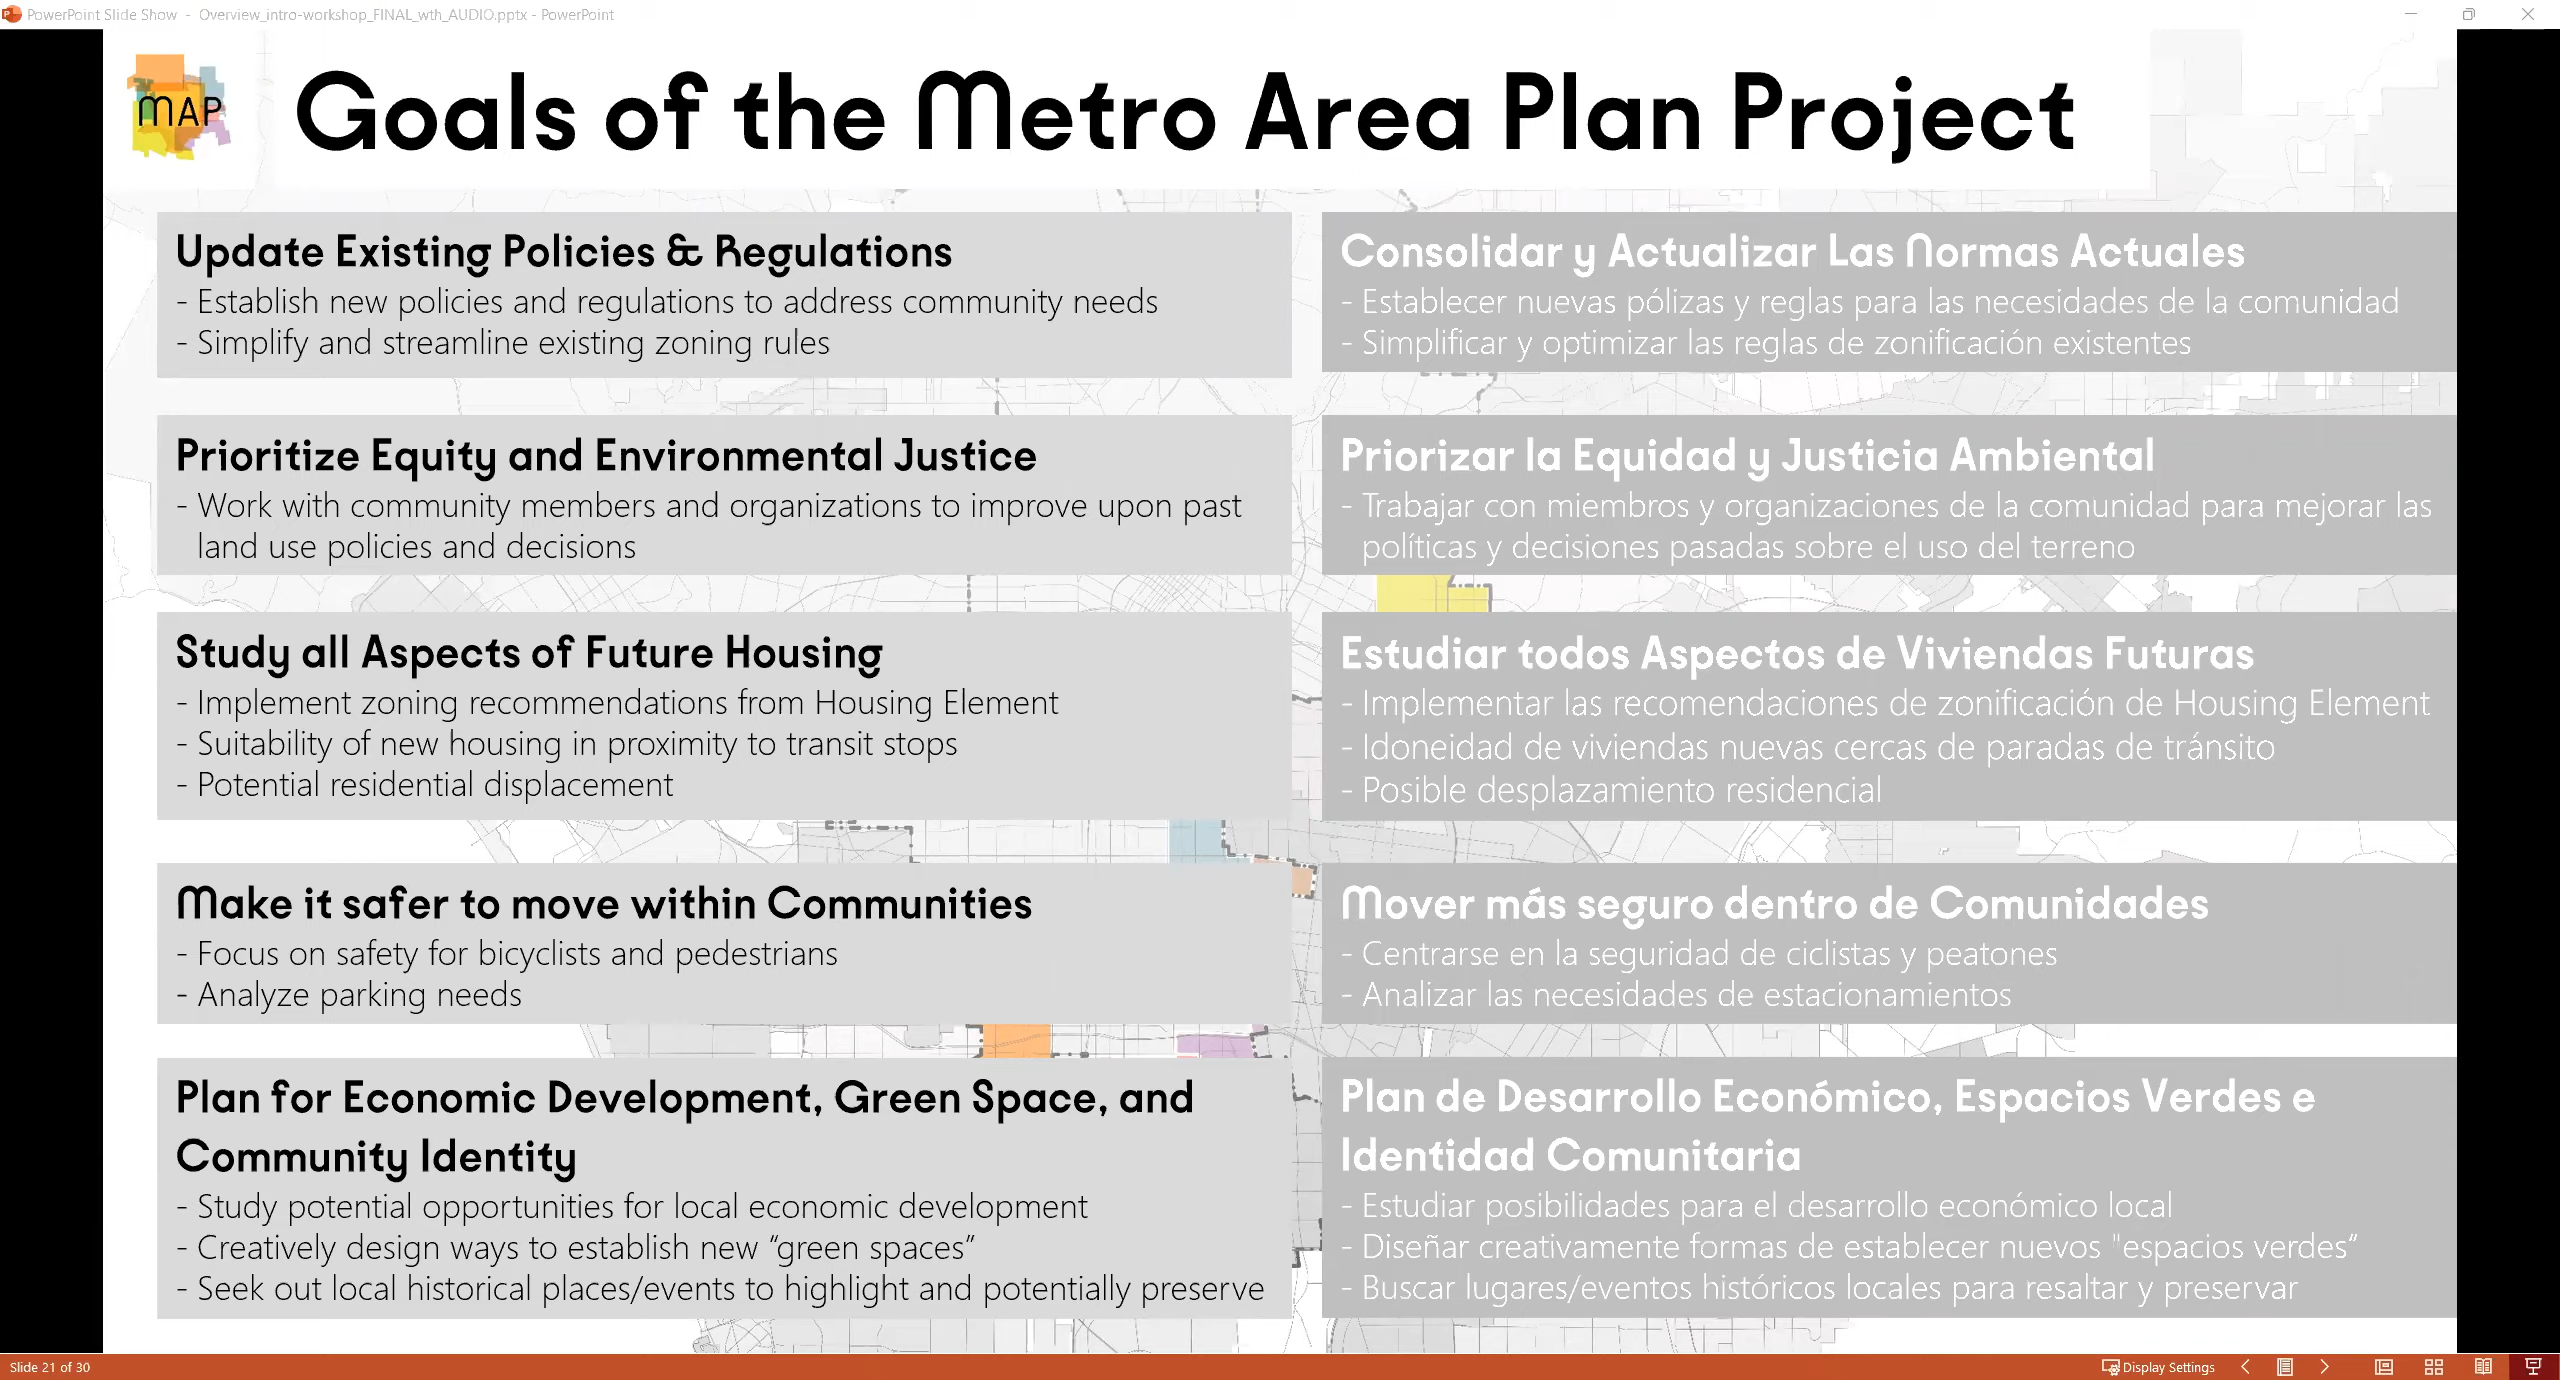 PowerPoint Slide Show - Overview_intro-workshop_FINAL_wth_AUDIO.pptx - PowerPoint
MAP
Goals of the Metro Area Plan Project
Update Existing Policies & Regulations
- Establish new policies and regulations to address community needs
- Simplify and streamline existing zoning rules
Consolidar y Actualizar Las Normas Actuales
- Establecer nuevas pólizas y reglas para las necesidades de la comunidad
- Simplificar y optimizar las reglas de zonificación existentes
Prioritize Equity and Environmental Justice
- Work with community members and organizations to improve upon past
land use policies and decisions
Priorizar la Equidad y Justicia Ambiental
- Trabajar con miembros y organizaciones de la comunidad para mejorar las
políticas y decisiones pasadas sobre el uso del terreno
Study all Aspects of Future Housing
- Implement zoning recommendations from Housing Element
- Suitability of new housing in proximity to transit stops
- Potential residential displacement
Estudiar todos Aspectos de Viviendas Futuras
- Implementar las recomendaciones de zonificación de Housing Element
- Idoneidad de viviendas nuevas cercas de paradas de tránsito
- Posible desplazamiento residencial
Make it safer to move within Communities
- Focus on safety for bicyclists and pedestrians
- Analyze parking needs
Mover más seguro dentro de Comunidades
- Centrarse en la seguridad de ciclistas y peatones
- Analizar las necesidades de estacionamientos
Plan for Economic Development, Green Space, and
Community Identity
- Study potential opportunities for local economic development
- Creatively design ways to establish new “green spaces”
- Seek out local historical places/events to highlight and potentially preserve
Plan de Desarrollo Económico, Espacios Verdes e
Identidad Comunitaria
- Estudiar posibilidades para el desarrollo económico local
- Diseñar creativamente formas de establecer nuevos "espacios verdes”
- Buscar lugares/eventos históricos locales para resaltar y preservar
Slide 21 of 30
Display Settings